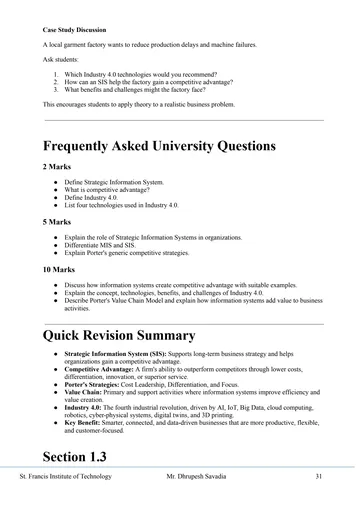 Case Study Discussion
A local garment factory wants to reduce production delays and machine failures.
Ask students:
1. Which Industry 4.0 technologies would you recommend?
2. How can an SIS help the factory gain a competitive advantage?
3. What benefits and challenges might the factory face?
This encourages students to apply theory to a realistic business problem.
Frequently Asked University Questions
2 Marks
● Define Strategic Information System.
● What is competitive advantage?
● Define Industry 4.0.
● List four technologies used in Industry 4.0.
5 Marks
● Explain the role of Strategic Information Systems in organizations.
● Differentiate MIS and SIS.
● Explain Porter's generic competitive strategies.
10 Marks
● Discuss how information systems create competitive advantage with suitable examples.
● Explain the concept, technologies, benefits, and challenges of Industry 4.0.
● Describe Porter's Value Chain Model and explain how information systems add value to business
activities.
Quick Revision Summary
● Strategic Information System (SIS): Supports long-term business strategy and helps
organizations gain a competitive advantage.
● Competitive Advantage: A firm's ability to outperform competitors through lower costs,
differentiation, innovation, or superior service.
● Porter's Strategies: Cost Leadership, Differentiation, and Focus.
● Value Chain: Primary and support activities where information systems improve efficiency and
value creation.
● Industry 4.0: The fourth industrial revolution, driven by AI, IoT, Big Data, cloud computing,
robotics, cyber-physical systems, digital twins, and 3D printing.
● Key Benefit: Smarter, connected, and data-driven businesses that are more productive, flexible,
and customer-focused.
Section 1.3
St. Francis Institute of Technology Mr. Dhrupesh Savadia 31